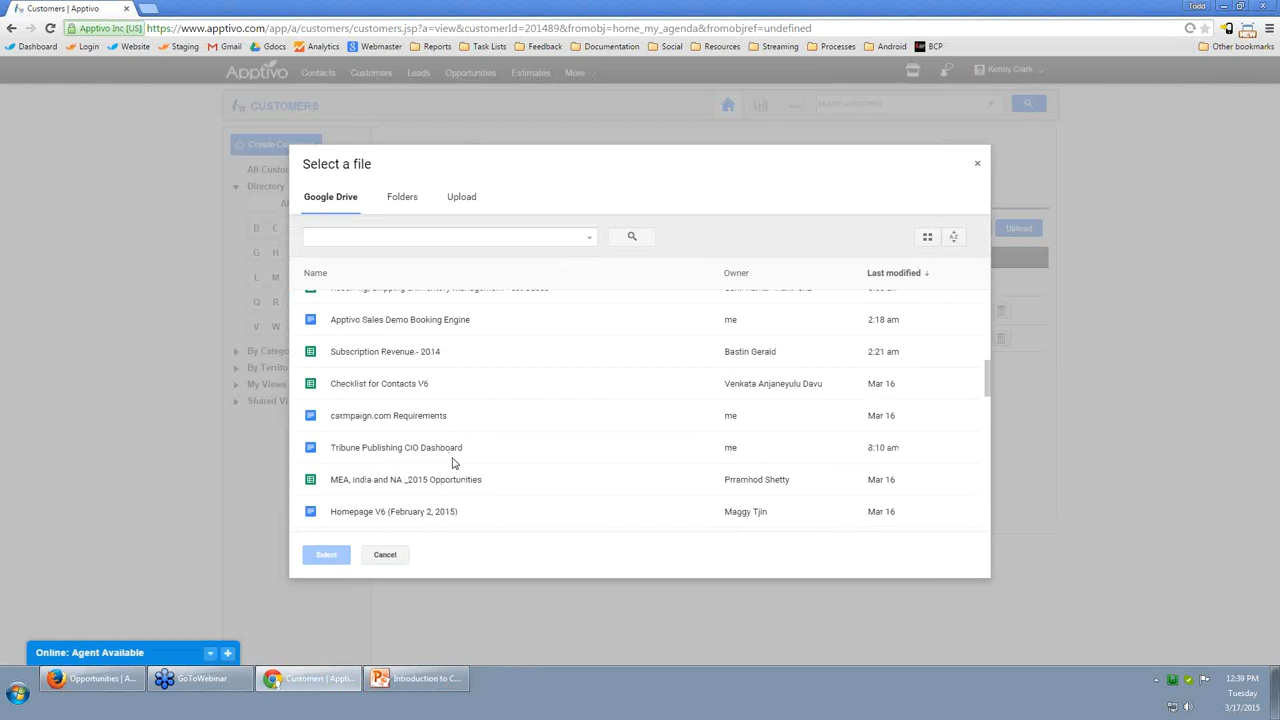 Customers | Apptivo
Todd
Apptivo Inc [US] https://www.apptivo.com/app/a/customers/customers.jsp?a=view&customerId=201489&fromobj=home_my_agenda&fromobjref=undefined
Dashboard Login Website Staging Gmail Gdocs Analytics Webmaster Reports Task Lists Feedback Documentation Social Resources Streaming Processes Android BCP Other bookmarks
Apptivo Contacts Customers Leads Opportunities Estimates More Kenny Clark
CUSTOMERS search customers
Create Cu
All Custo
Directory
Al
B C
G H
L M
Q R
V W
By Catego
By Territo
My Views
Shared Vi
Upload
Select a file ×
Google Drive Folders Upload
Name Owner Last modified ↓
Apptivo Sales Demo Booking Engine me 2:18 am
Subscription Revenue - 2014 Bastin Gerald 2:21 am
Checklist for Contacts V6 Venkata Anjaneyulu Davu Mar 16
campaign.com Requirements me Mar 16
Tribune Publishing CIO Dashboard me 8:10 am
MEA, India and NA _2015 Opportunities Prramhod Shetty Mar 16
Homepage V6 (February 2, 2015) Maggy Tjin Mar 16
Select Cancel
Online: Agent Available
Opportunities | A... GoToWebinar Customers | Appti... Introduction to C...
12:39 PM
Tuesday
3/17/2015